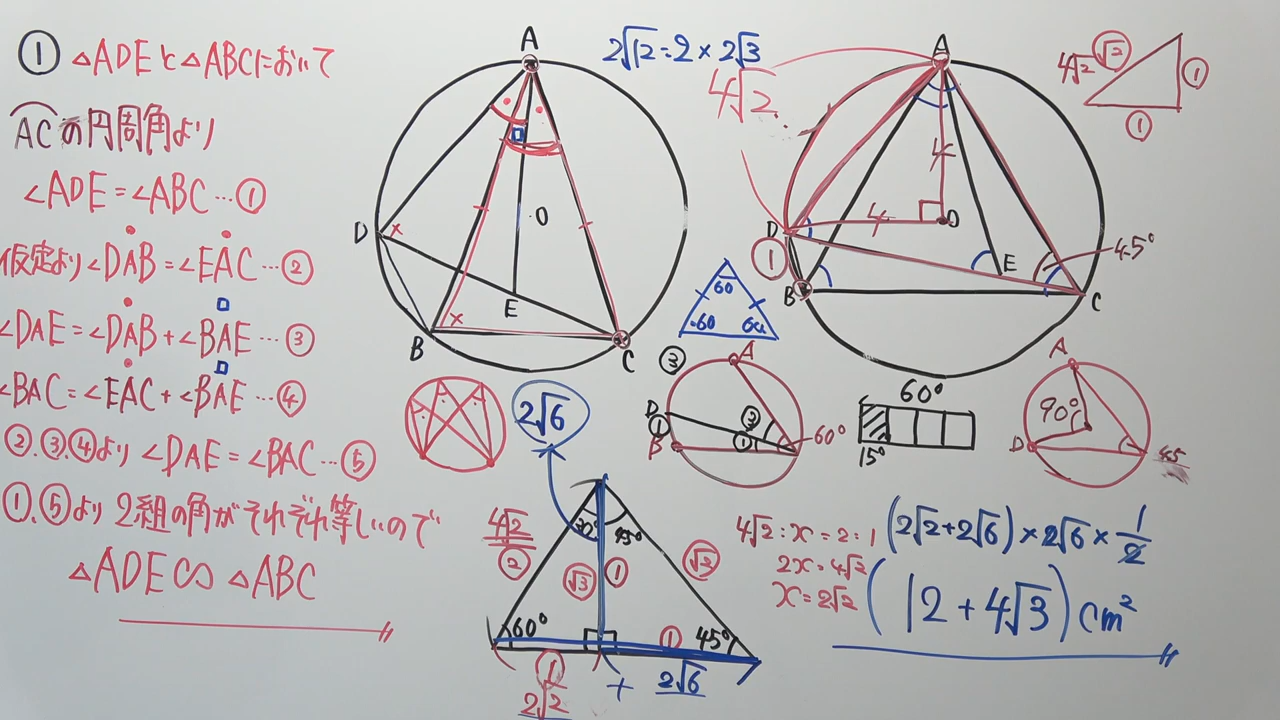 ① △ADEと△ABCにおいて
ACの円周角より
∠ADE=∠ABC…①
仮定より∠DAB=∠EAC…②
∠DAE=∠DAB+∠BAE…③
∠BAC=∠EAC+∠BAE…④
②.③.④より∠DAE=∠BAC…⑤
①.⑤より2組の角がそれぞれ等しいので
△ADE∽△ABC
A
D
O
E
B
C
×
×
2√12=2×2√3
4√2
A
4
4
O
D
①
B
E
C
45°
4√2
√2
①
①
60
60
③
A
D
①
B
③
①
60°
60°
15°
A
90°
D
45
2√6
4√2
②
√3
①
√2
60°
45°
①
①
2√2
+
2√6
4√2:x=2:1
2x=4√2
x=2√2
(2√2+2√6)×2√6×1/2
(12+4√3)cm²